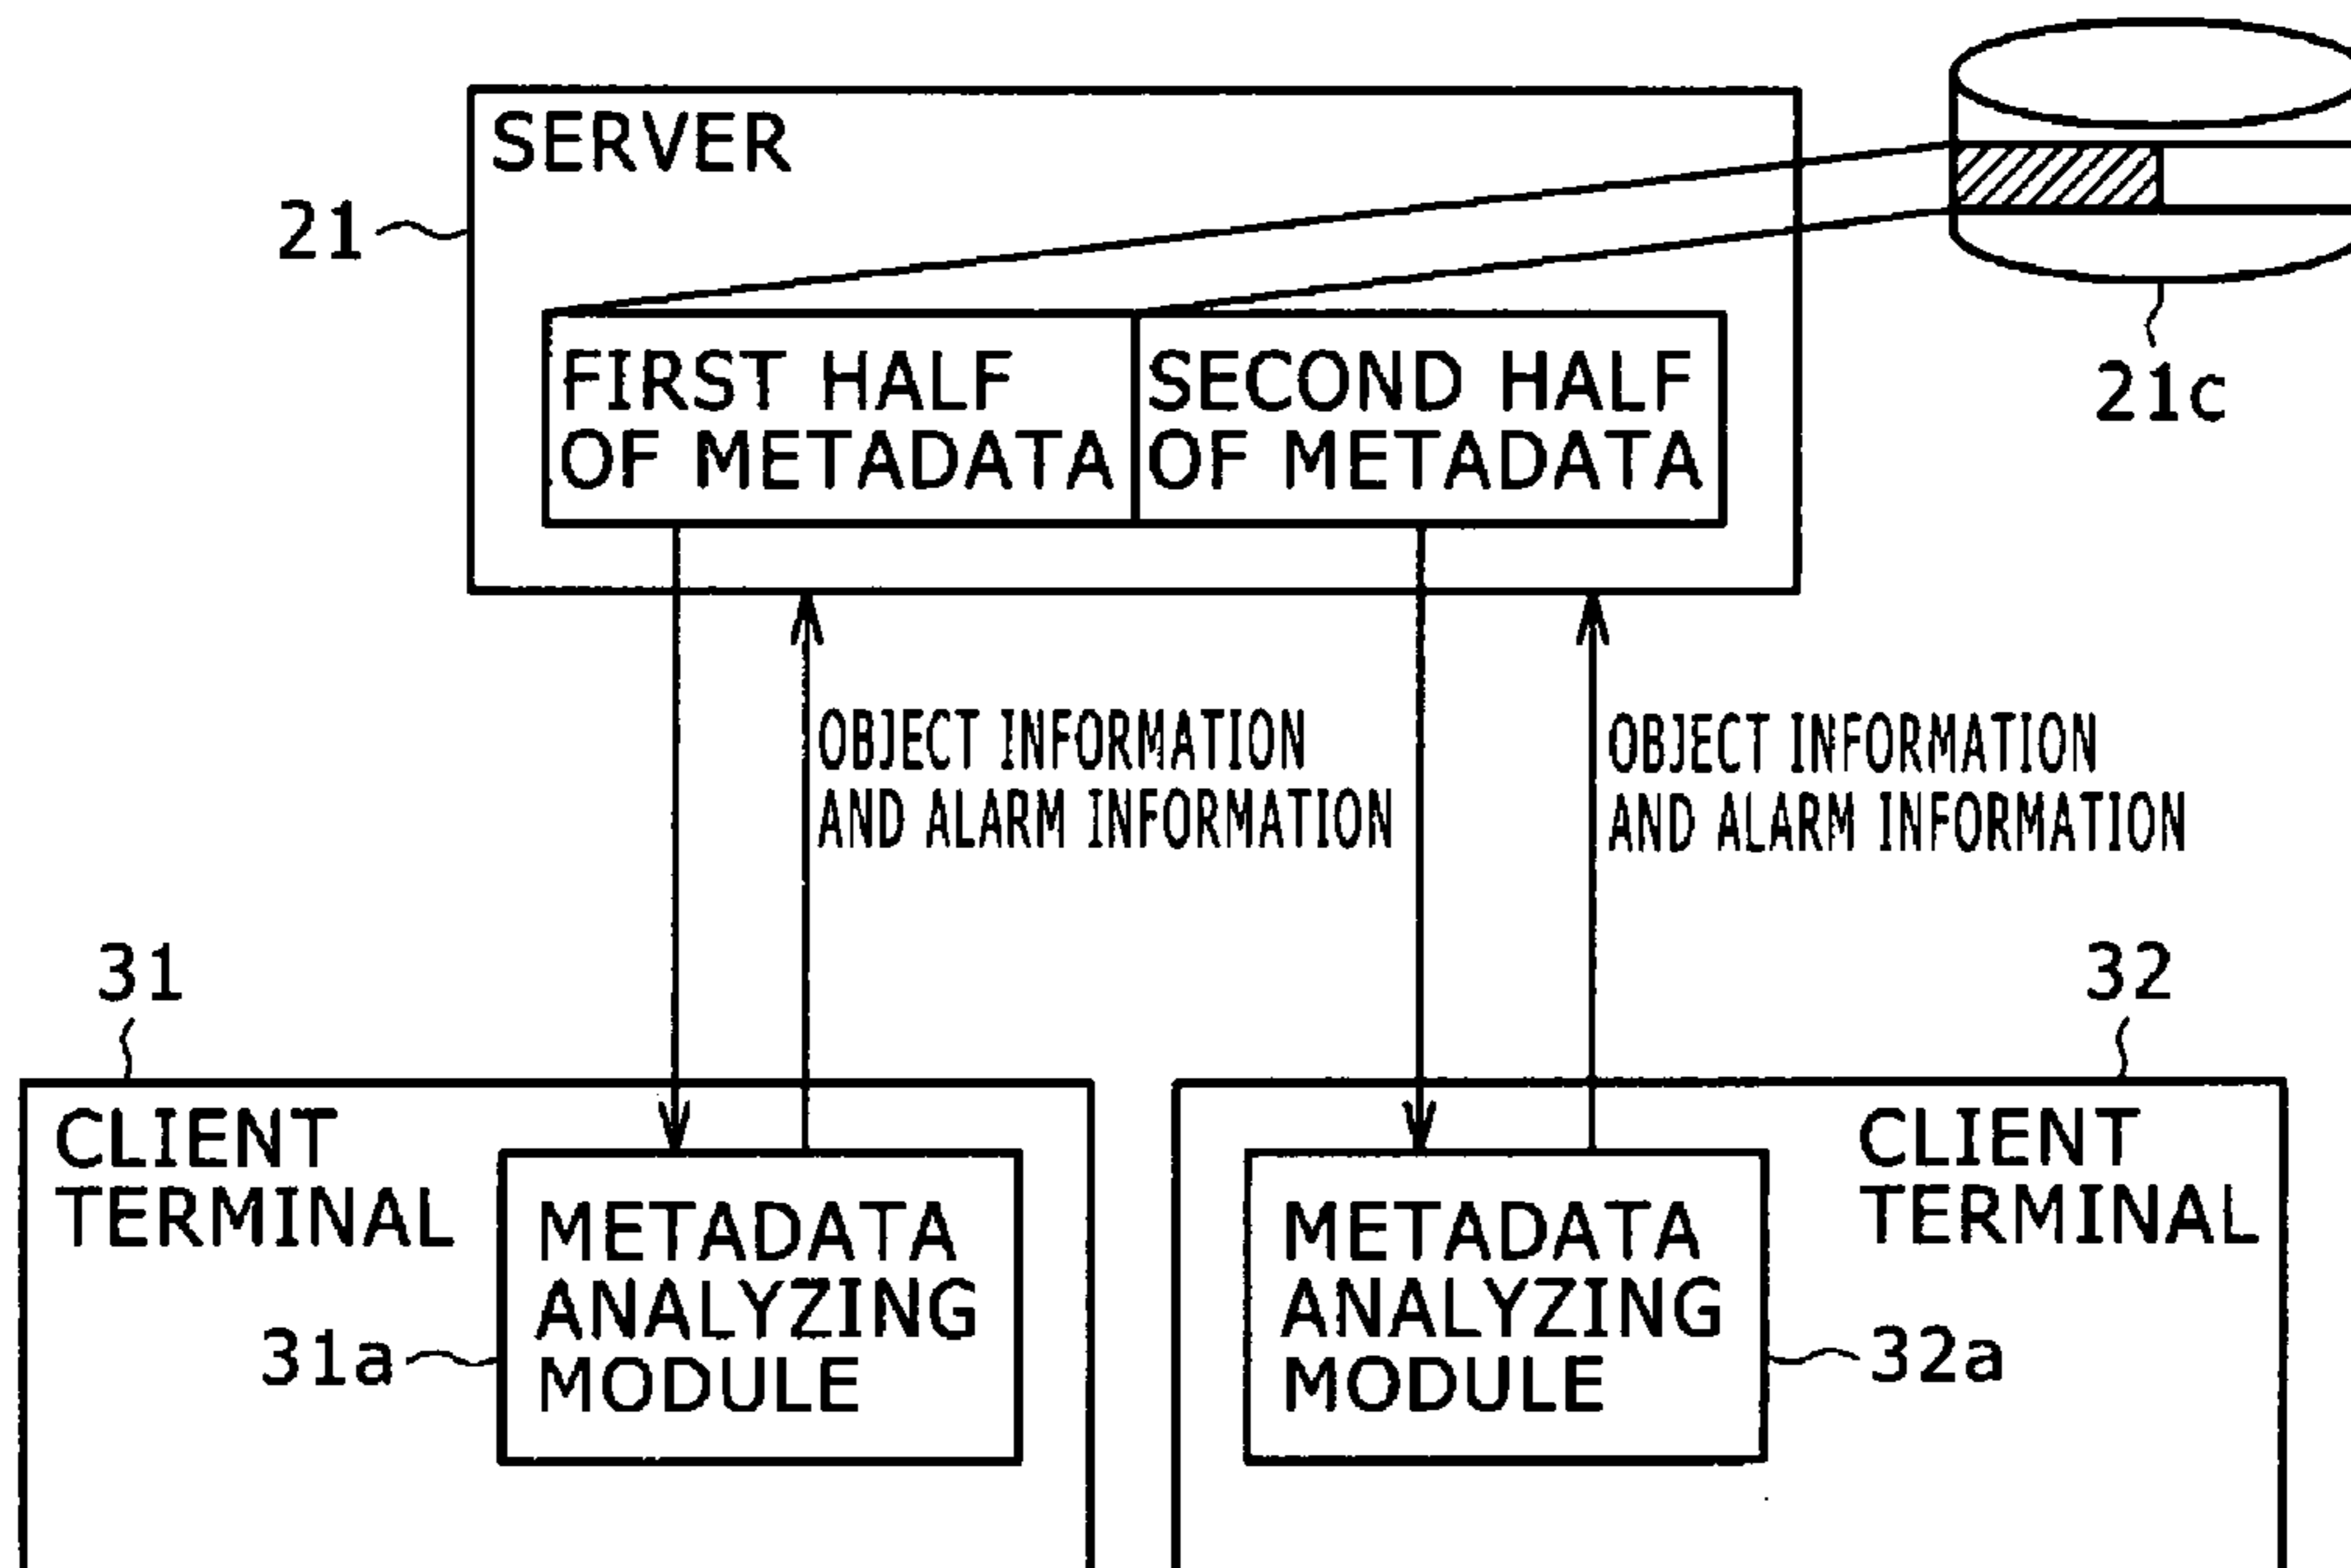 SERVER
21
FIRST HALF
OF METADATA
SECOND HALF
OF METADATA
21c
OBJECT INFORMATION
AND ALARM INFORMATION
OBJECT INFORMATION
AND ALARM INFORMATION
31
32
CLIENT
TERMINAL
METADATA
ANALYZING
MODULE
31a
CLIENT
TERMINAL
METADATA
ANALYZING
MODULE
32a